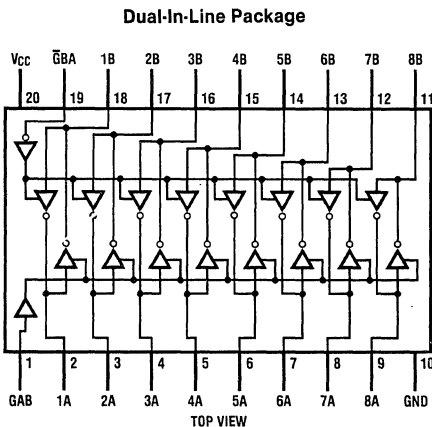 Dual-In-Line Package
VCC G̅BA 1B 2B 3B 4B 5B 6B 7B 8B
20 19 18 17 16 15 14 13 12 11
1 2 3 4 5 6 7 8 9 10
GAB 1A 2A 3A 4A 5A 6A 7A 8A GND
TOP VIEW